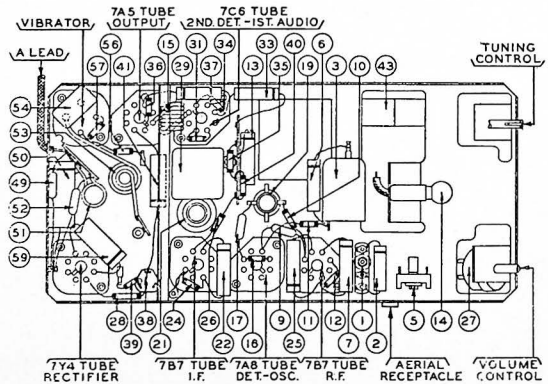 7A5 TUBE
OUTPUT
7C6 TUBE
2ND. DET.-1ST. AUDIO
VIBRATOR
A LEAD
56
57
41
15
36
31
29
37
34
13
33
35
40
19
6
3
10
43
TUNING
CONTROL
54
53
50
49
52
51
59
28
39
38
21
24
26
22
17
16
9
25
11
12
7
1
2
5
14
27
7Y4 TUBE
RECTIFIER
7B7 TUBE
I.F.
7A8 TUBE
DET.-OSC.
7B7 TUBE
R.F.
AERIAL
RECEPTACLE
VOLUME
CONTROL